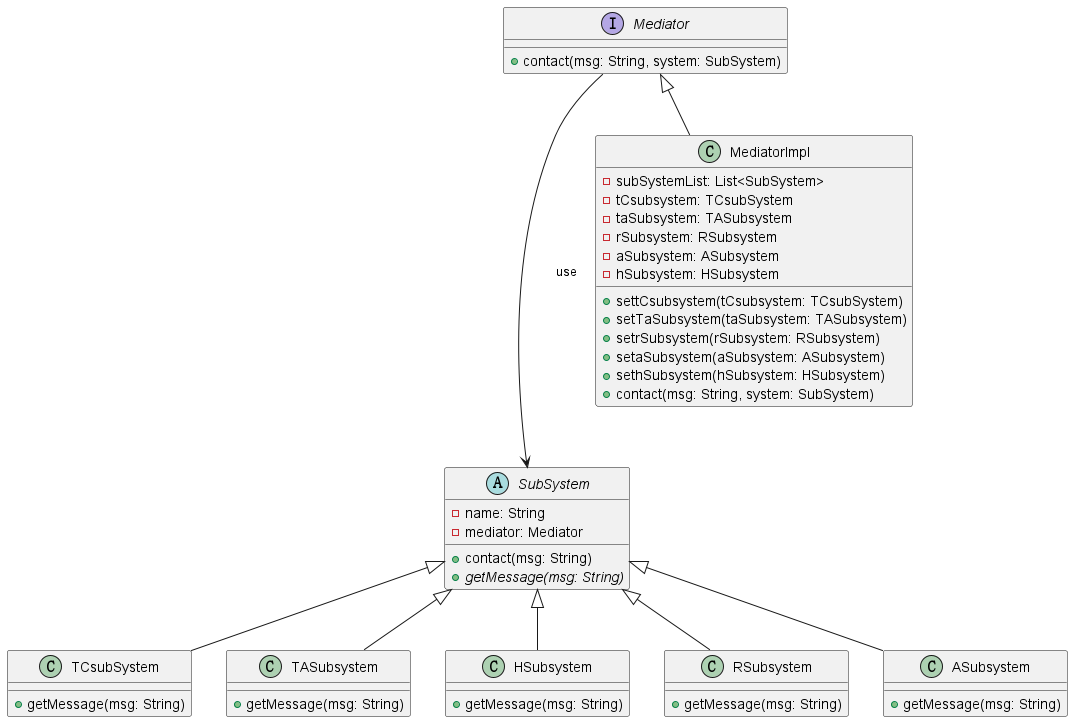 I Mediator
contact(msg: String, system: SubSystem)
C MediatorImpl
subSystemList: List<SubSystem>
tCsubsystem: TCsubSystem
taSubsystem: TASubsystem
rSubsystem: RSubsystem
aSubsystem: ASubsystem
hSubsystem: HSubsystem
settCsubsystem(tCsubsystem: TCsubSystem)
setTaSubsystem(taSubsystem: TASubsystem)
setrSubsystem(rSubsystem: RSubsystem)
setaSubsystem(aSubsystem: ASubsystem)
sethSubsystem(hSubsystem: HSubsystem)
contact(msg: String, system: SubSystem)
use
A SubSystem
name: String
mediator: Mediator
contact(msg: String)
getMessage(msg: String)
C TCsubSystem
getMessage(msg: String)
C TASubsystem
getMessage(msg: String)
C HSubsystem
getMessage(msg: String)
C RSubsystem
getMessage(msg: String)
C ASubsystem
getMessage(msg: String)